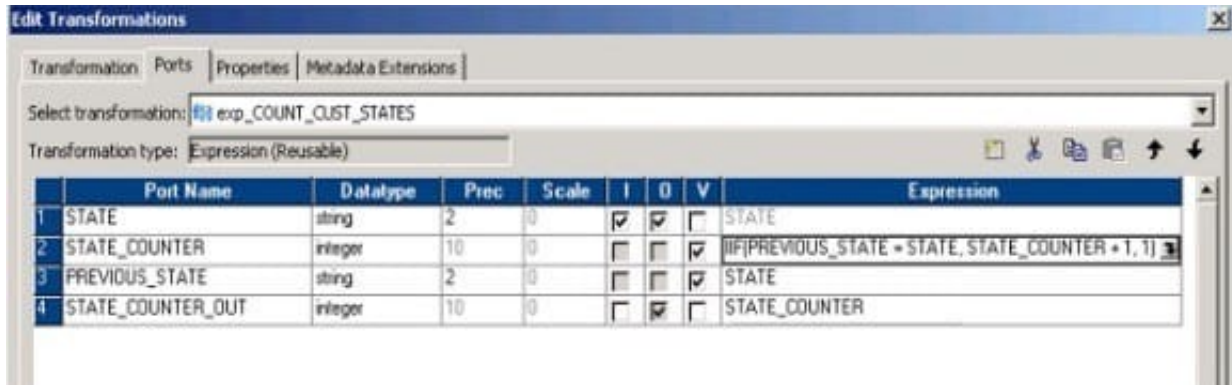 Edit Transformations
Transformation Ports Properties Metadata Extensions
Select transformation: exp_COUNT_CUST_STATES
Transformation type: Expression (Reusable)
Port Name Datatype Prec Scale I O V Expression
1 STATE string 2 0 STATE
2 STATE_COUNTER integer 10 0 IIF(PREVIOUS_STATE = STATE, STATE_COUNTER + 1, 1)
3 PREVIOUS_STATE string 2 0 STATE
4 STATE_COUNTER_OUT integer 10 0 STATE_COUNTER